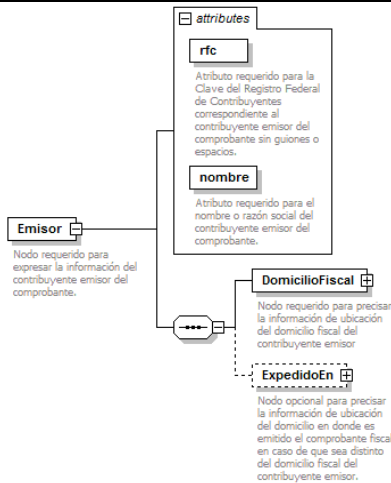 attributes
rfc
Atributo requerido para la
Clave del Registro Federal
de Contribuyentes
correspondiente al
contribuyente emisor del
comprobante sin guiones o
espacios.
nombre
Atributo requerido para el
nombre o razón social del
contribuyente emisor del
comprobante.
Emisor
Nodo requerido para
expresar la información del
contribuyente emisor del
comprobante.
DomicilioFiscal
Nodo requerido para precisar
la información de ubicación
del domicilio fiscal del
contribuyente emisor
ExpedidoEn
Nodo opcional para precisar
la información de ubicación
del domicilio en donde es
emitido el comprobante fiscal
en caso de que sea distinto
del domicilio fiscal del
contribuyente emisor.